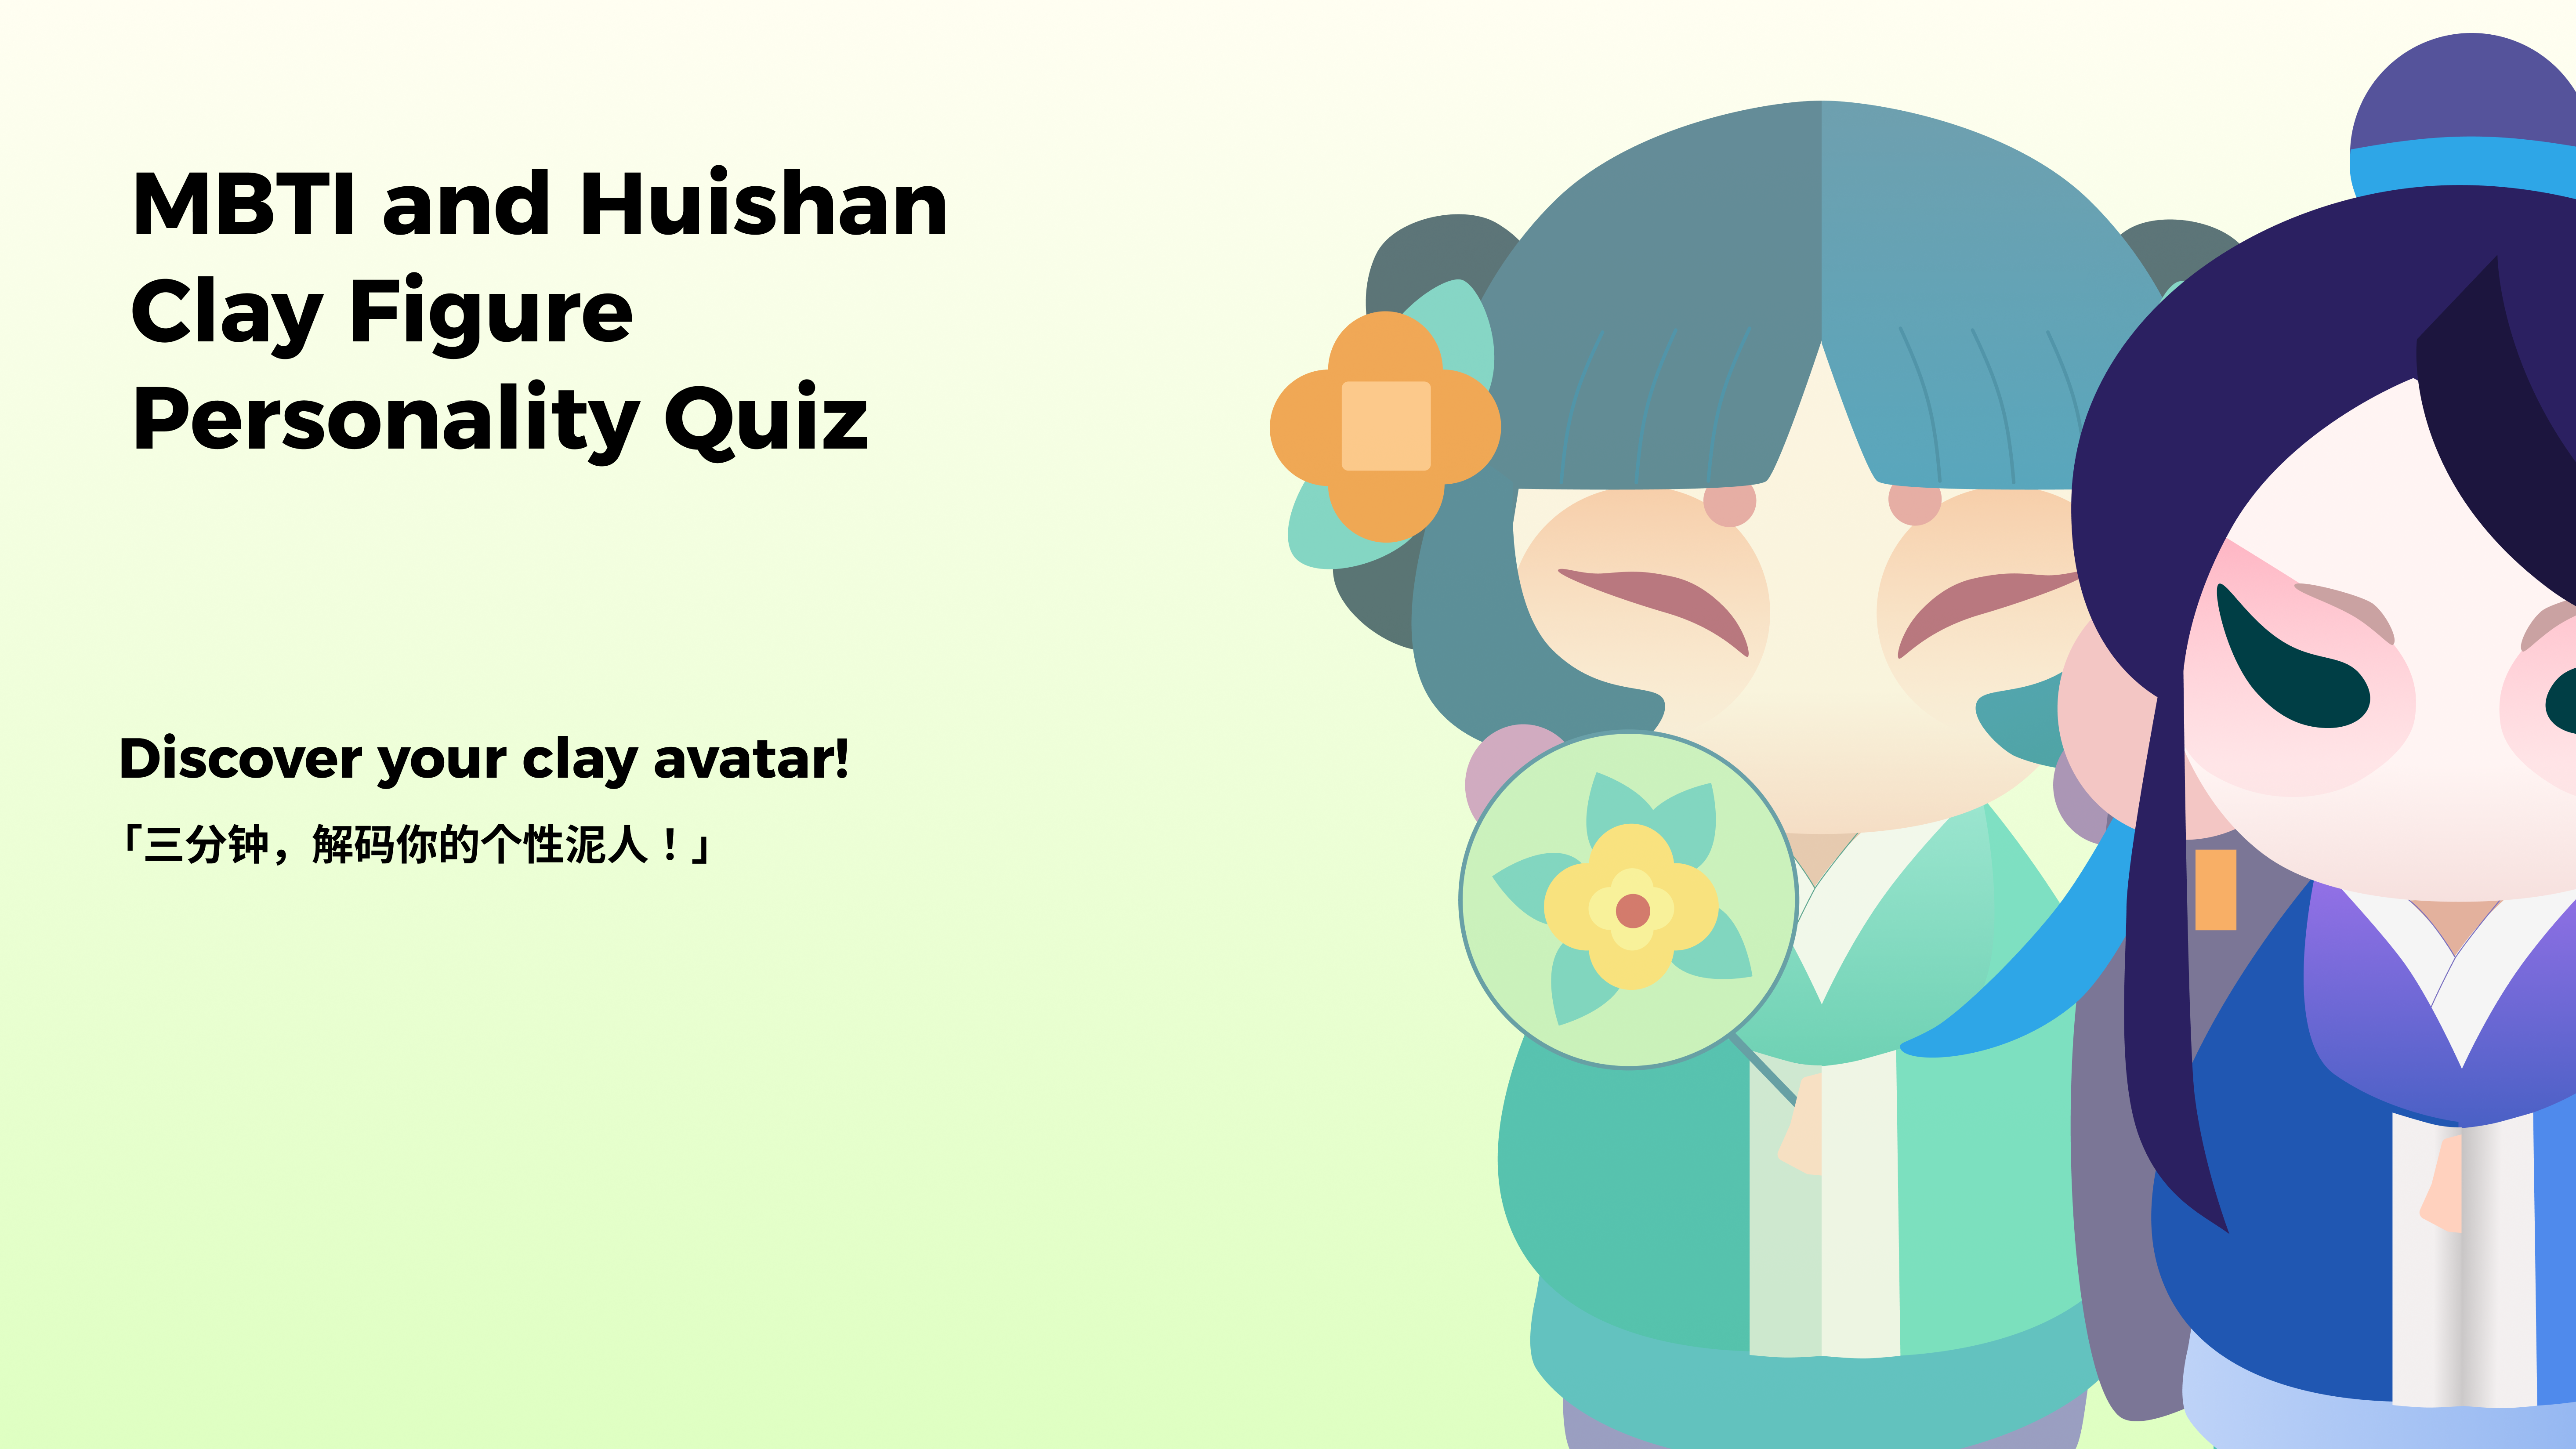 MBTI and Huishan
Clay Figure
Personality Quiz
Discover your clay avatar!
「三分钟，解码你的个性泥人！」